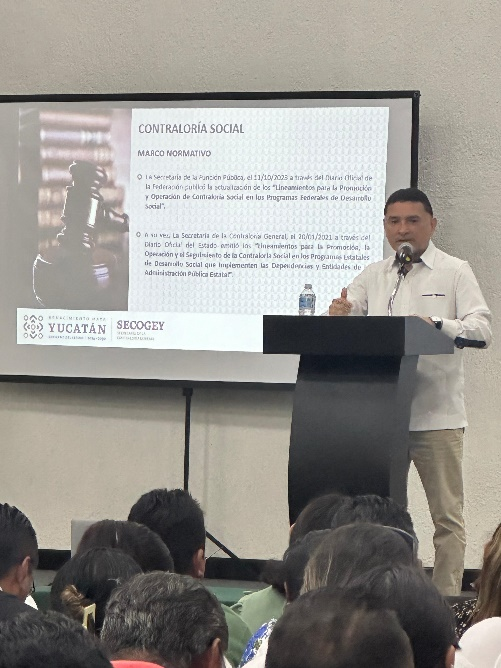 CONTRALORÍA SOCIAL
MARCO NORMATIVO
La Secretaría de la Función Pública, el 11/10/2023 a través del Diario Oficial de
la Federación publicó la actualización de los "Lineamientos para la Promoción
y Operación de Contraloría Social en los Programas Federales de Desarrollo
Social".
A su vez, La Secretaría de la Contraloría General, el 20/01/2021 a través del
Diario Oficial del Estado emitió los "Lineamientos para la Promoción, la
Operación y el Seguimiento de la Contraloría Social en los Programas Estatales
de Desarrollo Social que Implementen las Dependencias y Entidades de
Administración Pública Estatal".
RENACIMIENTO MAYA
YUCATÁN
SECOGEY